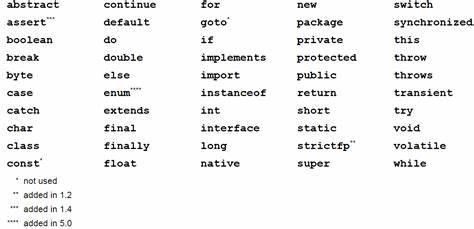 abstract continue for new switch
assert*** default goto* package synchronized
boolean do if private this
break double implements protected throw
byte else import public throws
case enum**** instanceof return transient
catch extends int short try
char final interface static void
class finally long strictfp** volatile
const* float native super while
* not used
** added in 1.2
*** added in 1.4
**** added in 5.0